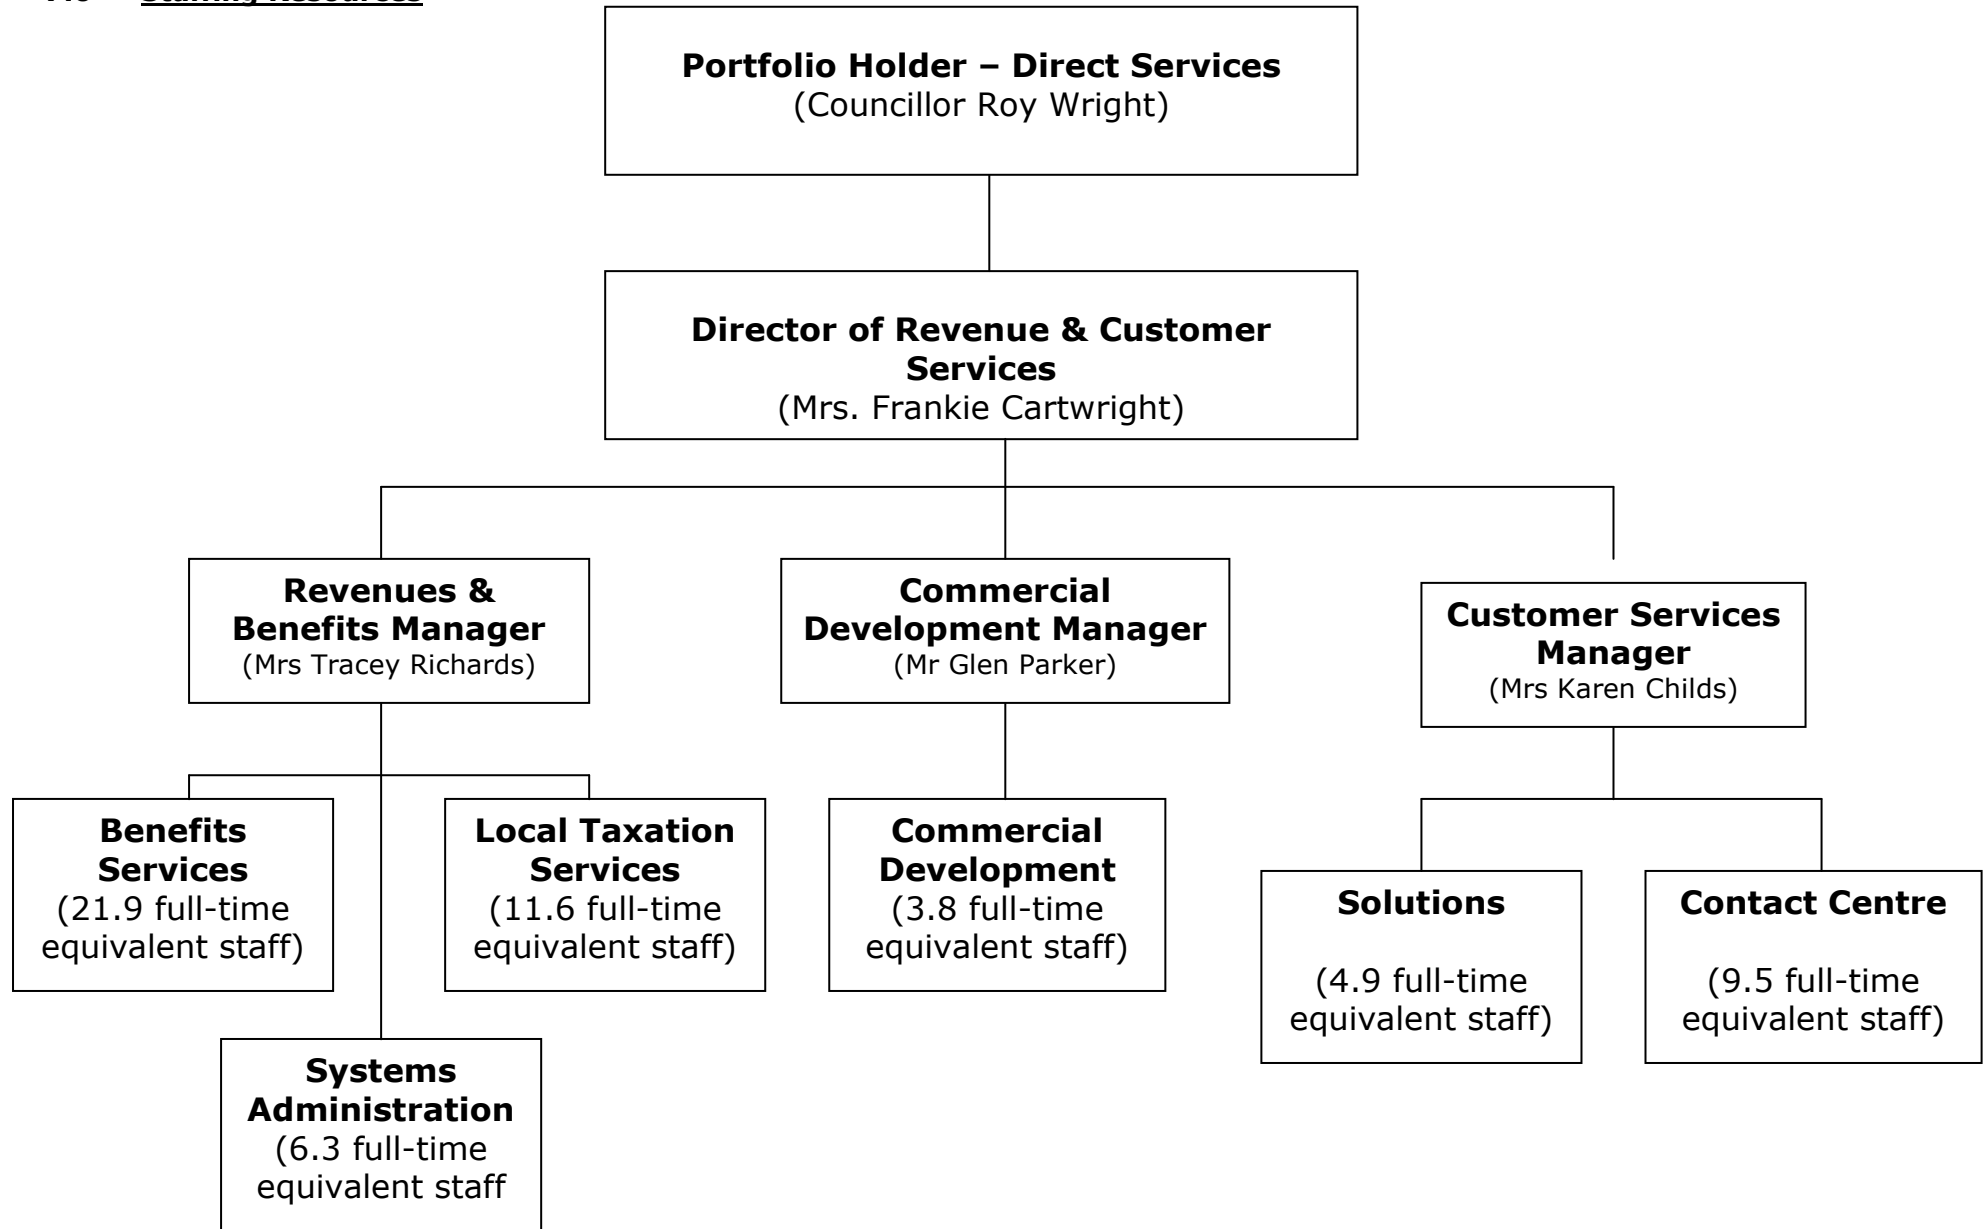 Staffing Resources
Portfolio Holder – Direct Services
(Councillor Roy Wright)
Director of Revenue & Customer
Services
(Mrs. Frankie Cartwright)
Revenues &
Benefits Manager
(Mrs Tracey Richards)
Commercial
Development Manager
(Mr Glen Parker)
Customer Services
Manager
(Mrs Karen Childs)
Benefits
Services
(21.9 full-time
equivalent staff)
Local Taxation
Services
(11.6 full-time
equivalent staff)
Commercial
Development
(3.8 full-time
equivalent staff)
Solutions
(4.9 full-time
equivalent staff)
Contact Centre
(9.5 full-time
equivalent staff)
Systems
Administration
(6.3 full-time
equivalent staff